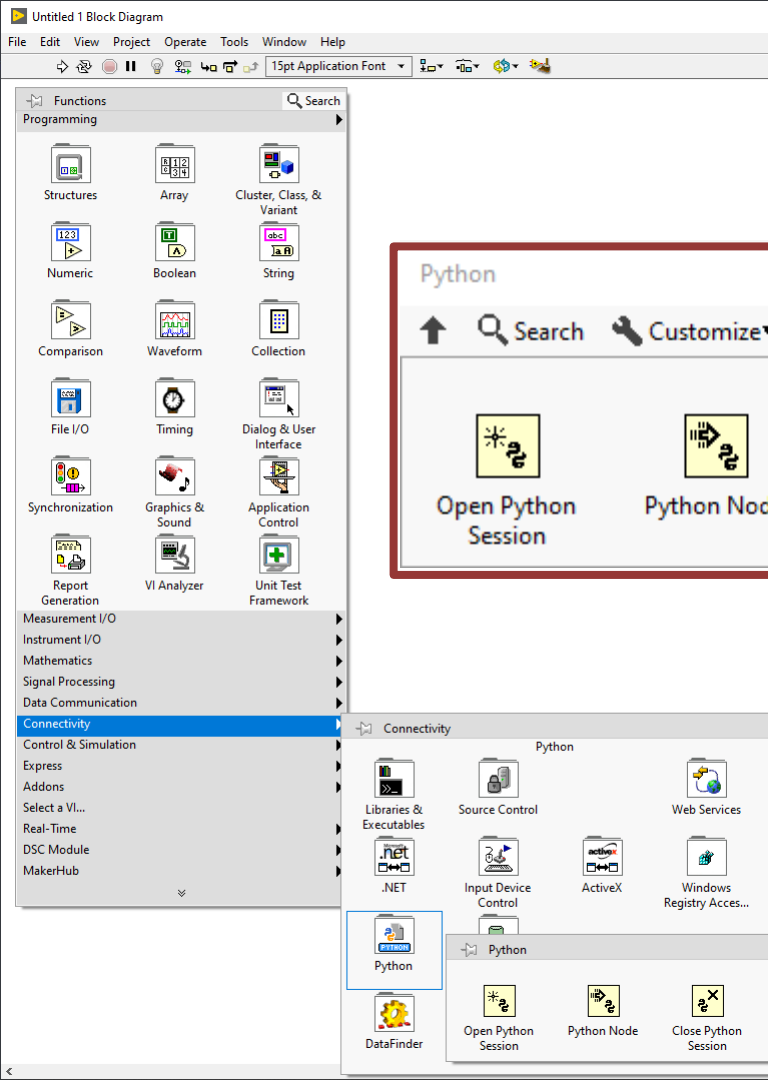 Untitled 1 Block Diagram
File Edit View Project Operate Tools Window Help
15pt Application Font
Functions Search
Programming
Structures Array Cluster, Class, &
Variant
Numeric Boolean String
Comparison Waveform Collection
File I/O Timing Dialog & User
Interface
Synchronization Graphics & Application
Sound Control
Report VI Analyzer Unit Test
Generation Framework
Measurement I/O
Instrument I/O
Mathematics
Signal Processing
Data Communication
Connectivity
Control & Simulation
Express
Addons
Select a VI...
Real-Time
DSC Module
MakerHub
Python
Search Customize
Open Python Python Nod
Session
Connectivity
Python
Libraries & Source Control Web Services
Executables
.NET Input Device ActiveX Windows
Control Registry Acces...
Python
DataFinder
Python
Open Python Python Node Close Python
Session Session